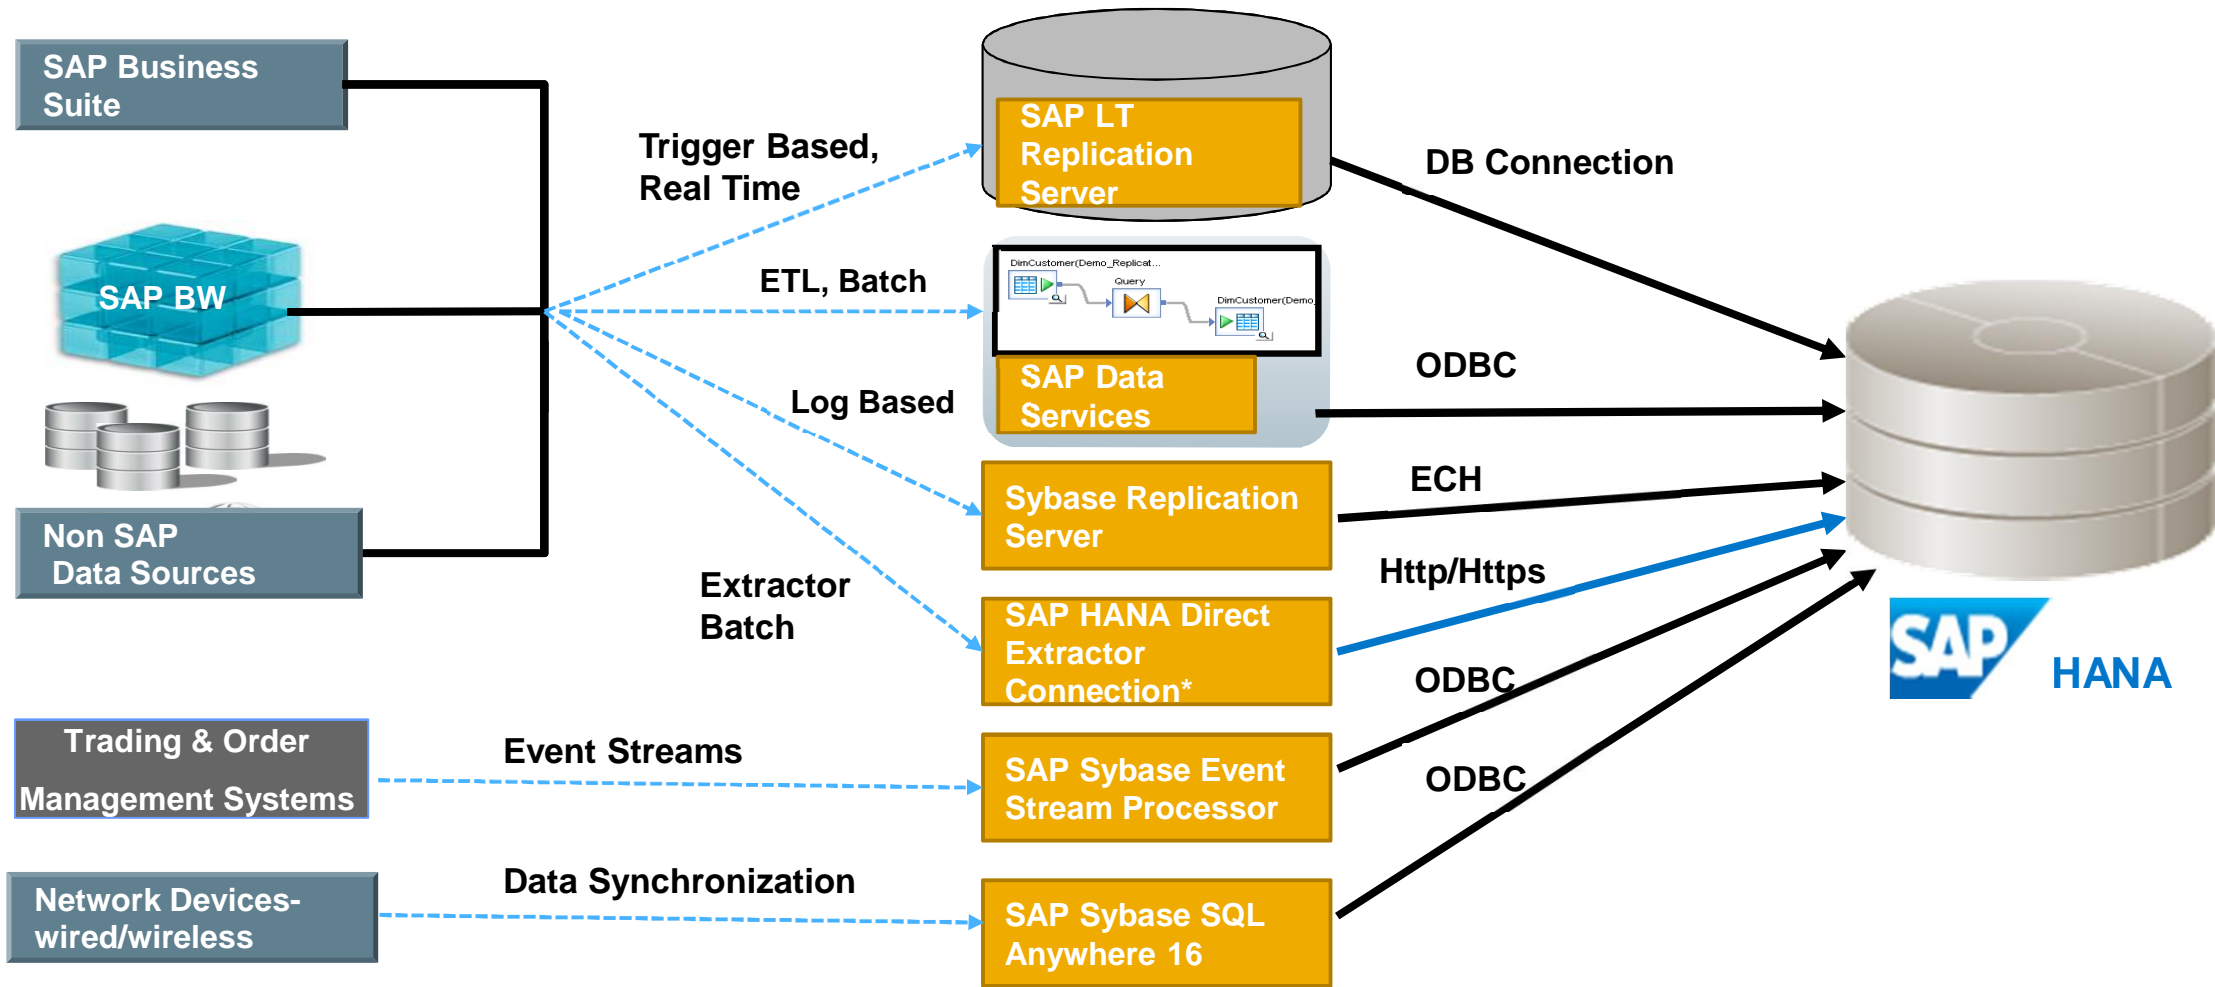 SAP Business
Suite
SAP BW
Non SAP
Data Sources
Trading & Order
Management Systems
Network Devices-
wired/wireless
Trigger Based,
Real Time
ETL, Batch
Log Based
Extractor
Batch
Event Streams
Data Synchronization
SAP LT
Replication
Server
DimCustomer(Demo_Replicat...
Query
DimCustomer(Demo_
SAP Data
Services
Sybase Replication
Server
SAP HANA Direct
Extractor
Connection*
SAP Sybase Event
Stream Processor
SAP Sybase SQL
Anywhere 16
DB Connection
ODBC
ECH
Http/Https
ODBC
ODBC
SAP
HANA